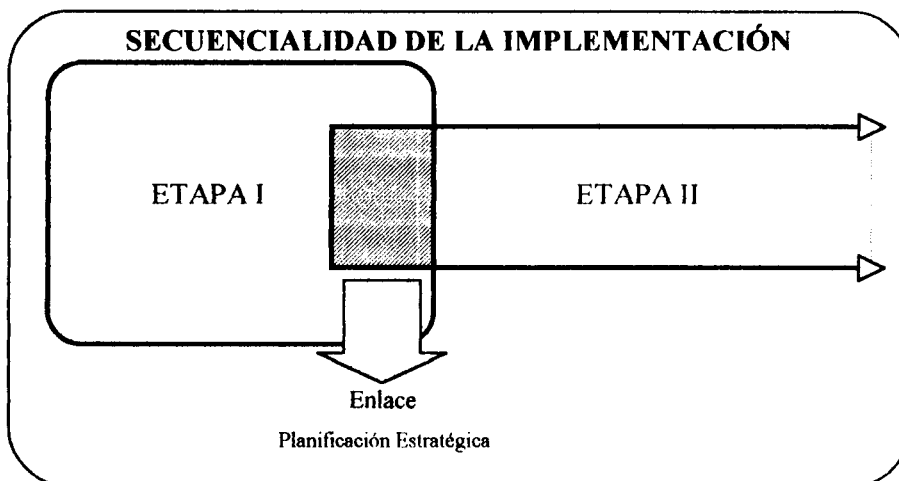 SECUENCIALIDAD DE LA IMPLEMENTACIÓN
ETAPA I
ETAPA II
Enlace
Planificación Estratégica